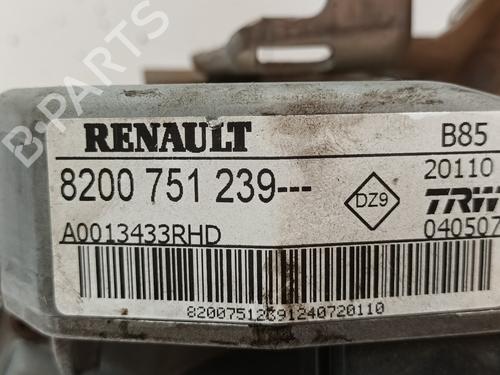 RENAULT B85
8200 751 239--- 20110
DZ9 TRW
A0013433RHD 040507
82007512391240720110
B-PARTS